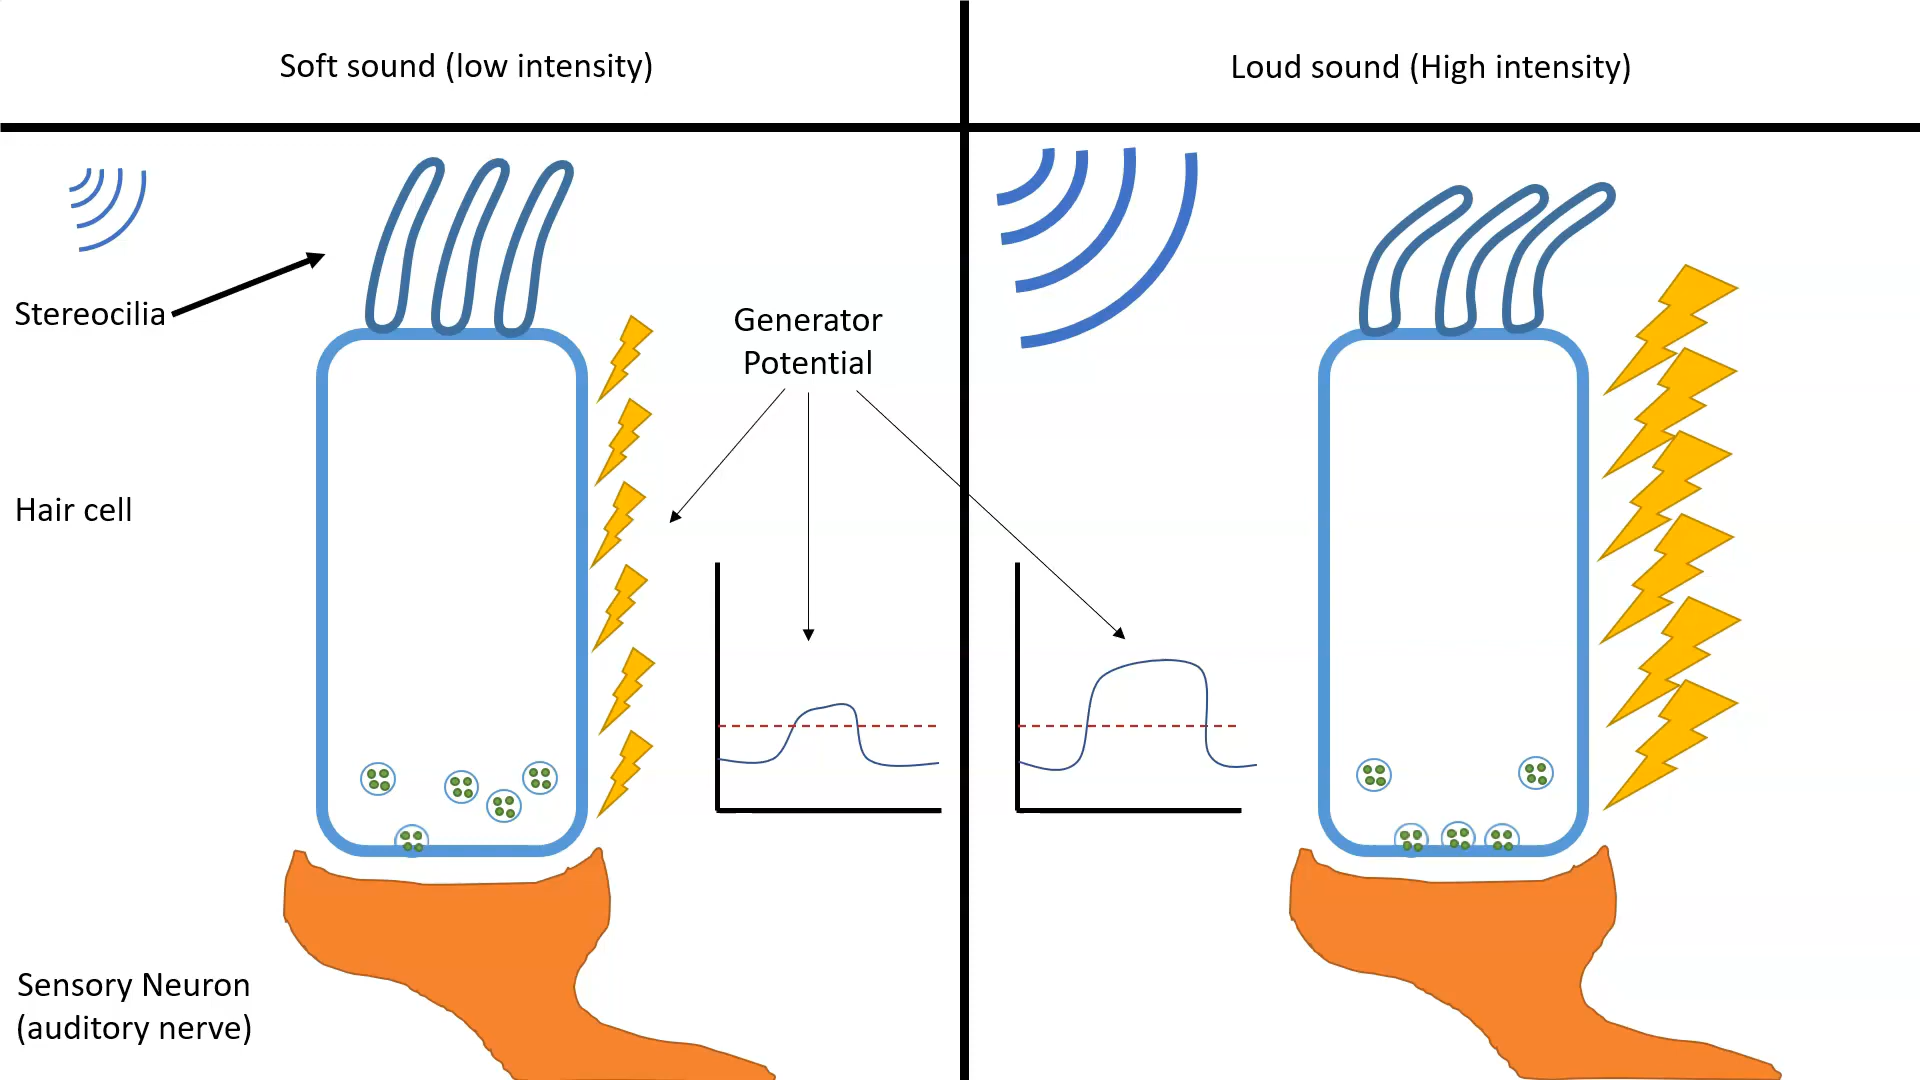 Soft sound (low intensity)
Loud sound (High intensity)
Stereocilia
Generator
Potential
Hair cell
Sensory Neuron
(auditory nerve)